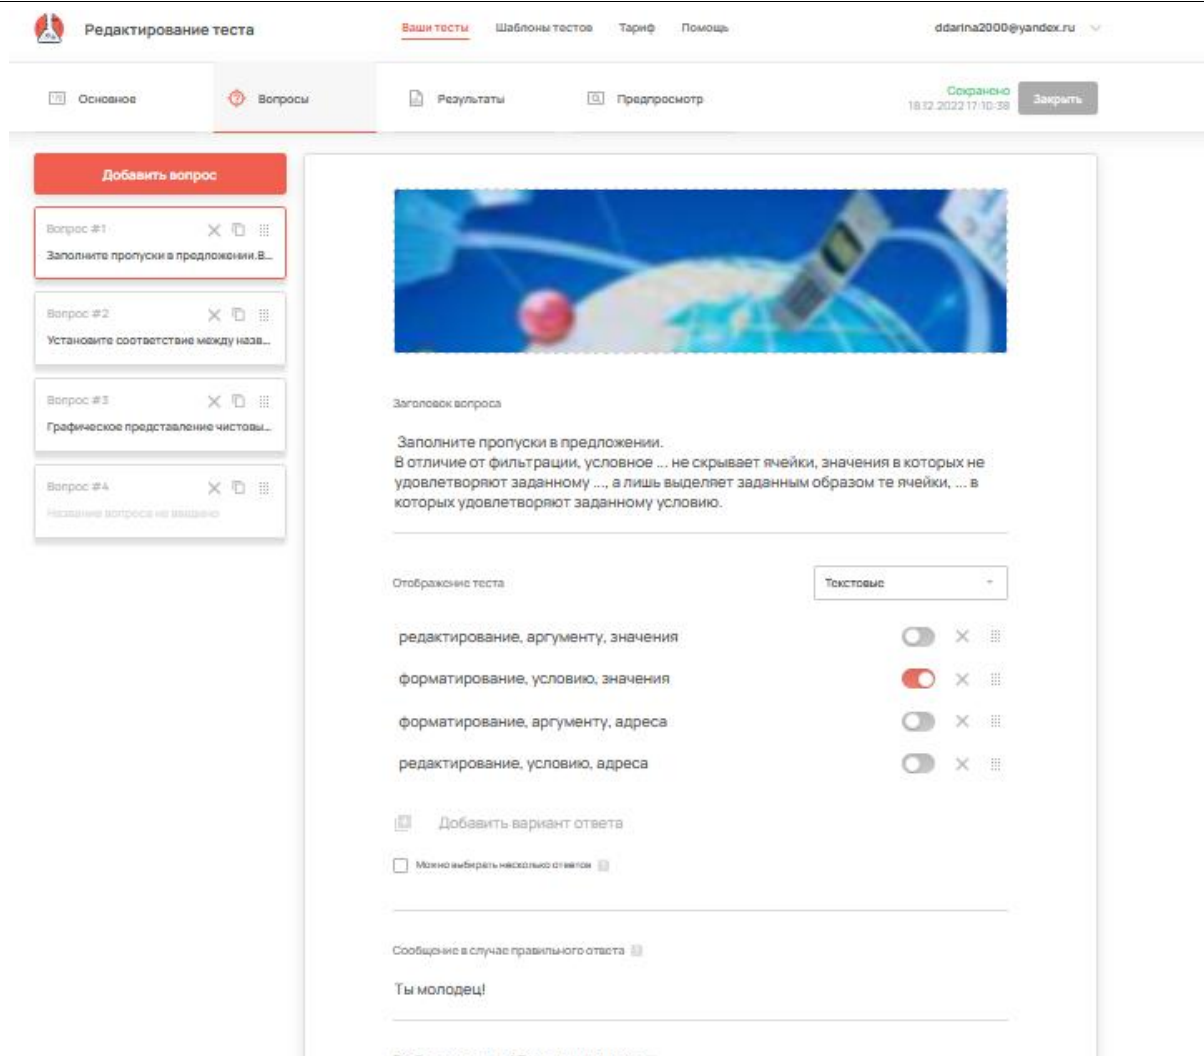 Редактирование теста
Ваши тесты
Шаблоны тестов
Тариф
Помощь
ddarina2000@yandex.ru
Основное
Вопросы
Результаты
Предпросмотр
Сохранено
18.12.2022 17:10:38
Закрыть
Добавить вопрос
Вопрос #1
Заполните пропуски в предложении.В...
Вопрос #2
Установите соответствие между назв...
Вопрос #3
Графическое представление числовы...
Вопрос #4
Название вопроса не введено
Заголовок вопроса
Заполните пропуски в предложении.
В отличие от фильтрации, условное ... не скрывает ячейки, значения в которых не
удовлетворяют заданному ..., а лишь выделяет заданным образом те ячейки, ... в
которых удовлетворяют заданному условию.
Отображение теста
Текстовые
редактирование, аргументу, значения
форматирование, условию, значения
форматирование, аргументу, адреса
редактирование, условию, адреса
Добавить вариант ответа
Можно выбирать несколько ответов
Сообщение в случае правильного ответа
Ты молодец!